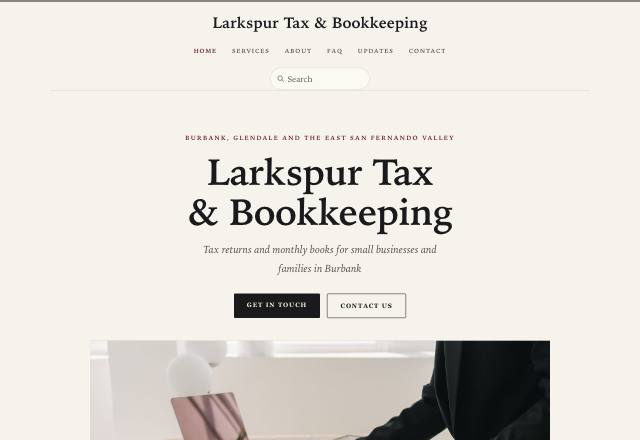 Larkspur Tax & Bookkeeping
HOME SERVICES ABOUT FAQ UPDATES CONTACT
Search
BURBANK, GLENDALE AND THE EAST SAN FERNANDO VALLEY
Larkspur Tax
& Bookkeeping
Tax returns and monthly books for small businesses and
families in Burbank
GET IN TOUCH CONTACT US